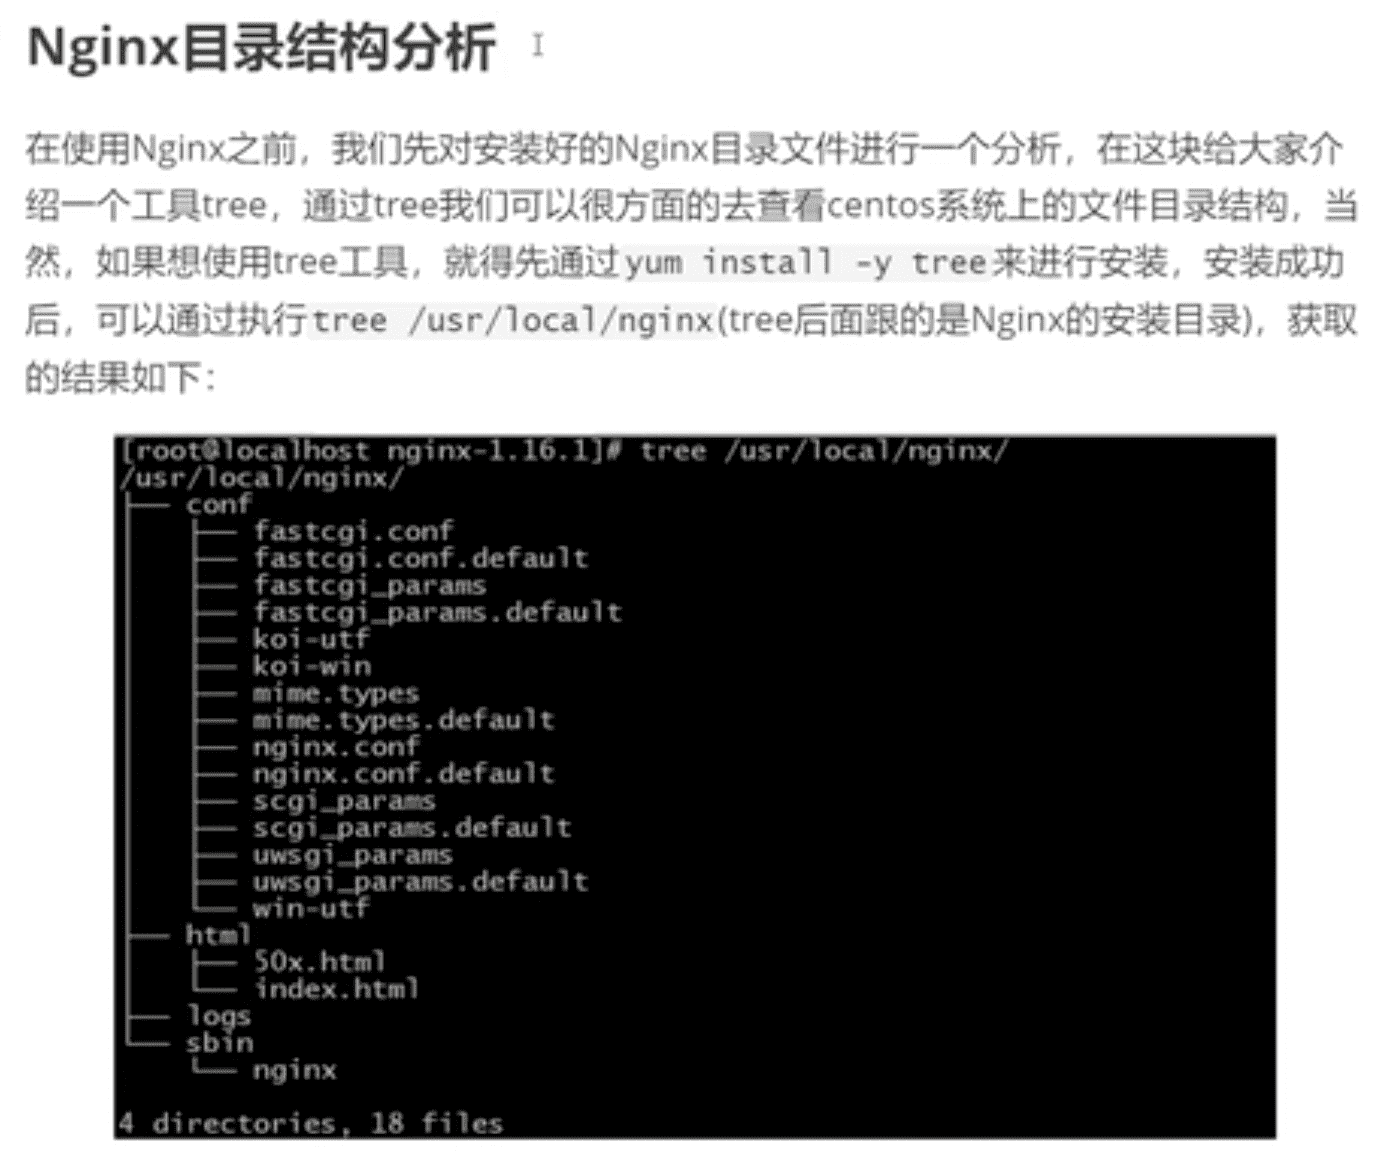 Nginx目录结构分析
在使用Nginx之前，我们先对安装好的Nginx目录文件进行一个分析，在这块给大家介
绍一个工具tree，通过tree我们可以很方面的去查看centos系统上的文件目录结构，当
然，如果想使用tree工具，就得先通过yum install -y tree来进行安装，安装成功
后，可以通过执行tree /usr/local/nginx(tree后面跟的是Nginx的安装目录)，获取
的结果如下：
[root@localhost nginx-1.16.1]# tree /usr/local/nginx/
/usr/local/nginx/
├── conf
│   ├── fastcgi.conf
│   ├── fastcgi.conf.default
│   ├── fastcgi_params
│   ├── fastcgi_params.default
│   ├── koi-utf
│   ├── koi-win
│   ├── mime.types
│   ├── mime.types.default
│   ├── nginx.conf
│   ├── nginx.conf.default
│   ├── scgi_params
│   ├── scgi_params.default
│   ├── uwsgi_params
│   ├── uwsgi_params.default
│   └── win-utf
├── html
│   ├── 50x.html
│   └── index.html
├── logs
└── sbin
    └── nginx
4 directories, 18 files